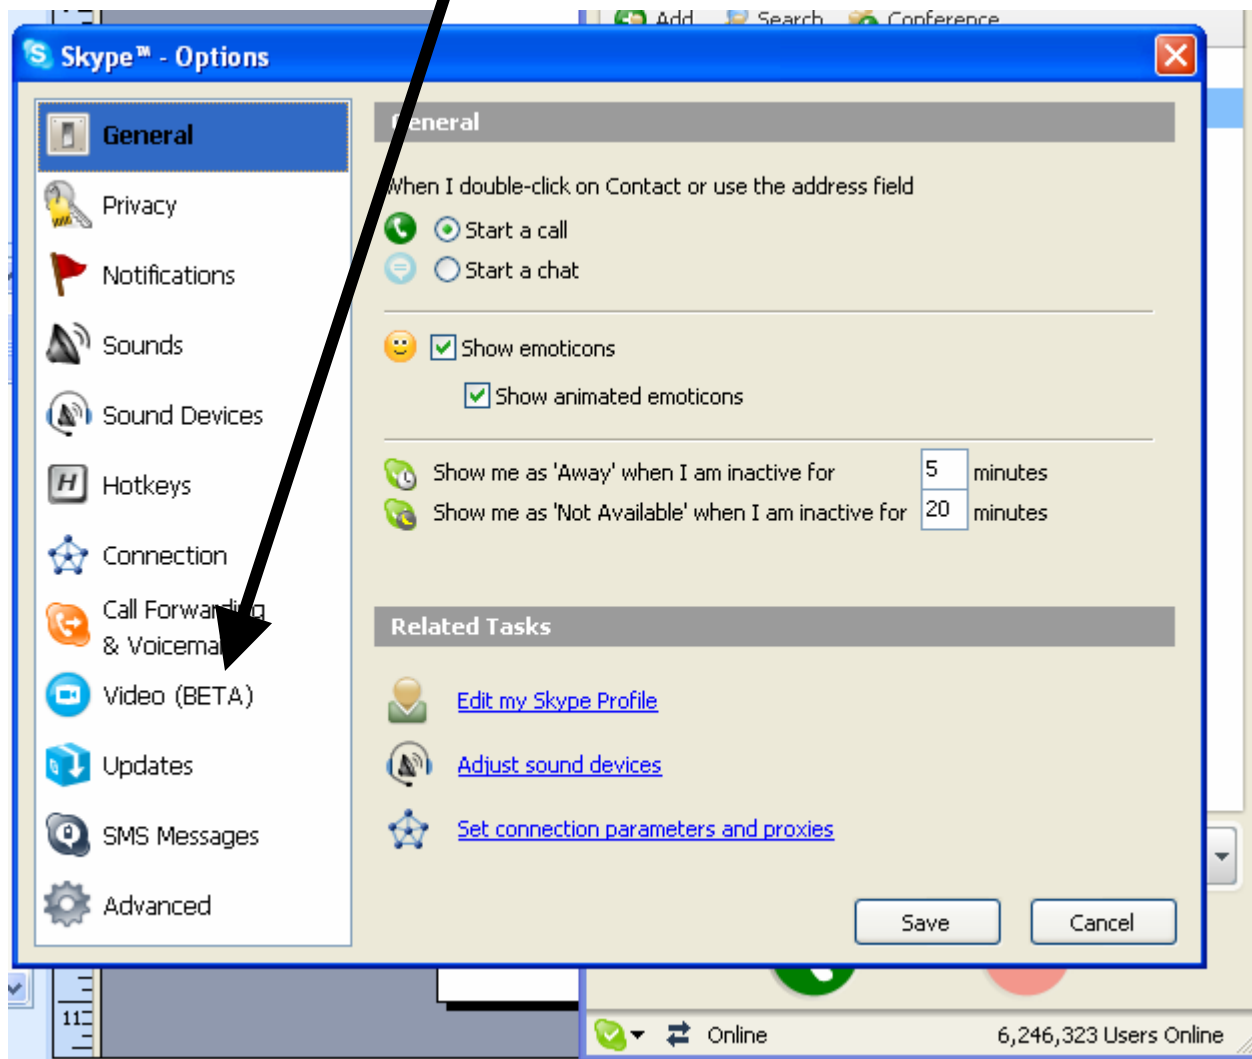 Add Search Conference
Skype™ - Options
General
Privacy
Notifications
Sounds
Sound Devices
H Hotkeys
Connection
Call Forwarding
& Voicemail
Video (BETA)
Updates
SMS Messages
Advanced
General
When I double-click on Contact or use the address field
Start a call
Start a chat
Show emoticons
Show animated emoticons
Show me as 'Away' when I am inactive for 5 minutes
Show me as 'Not Available' when I am inactive for 20 minutes
Related Tasks
Edit my Skype Profile
Adjust sound devices
Set connection parameters and proxies
Save Cancel
11
Online 6,246,323 Users Online